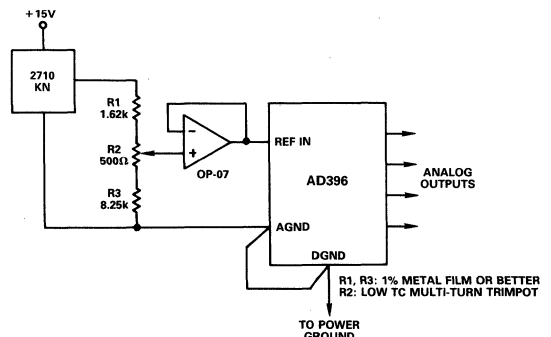 +15V
2710
KN
R1
1.62k
R2
500Ω
R3
8.25k
−
+
OP-07
REF IN
AD396
AGND
DGND
ANALOG
OUTPUTS
R1, R3: 1% METAL FILM OR BETTER
R2: LOW TC MULTI-TURN TRIMPOT
TO POWER
GROUND